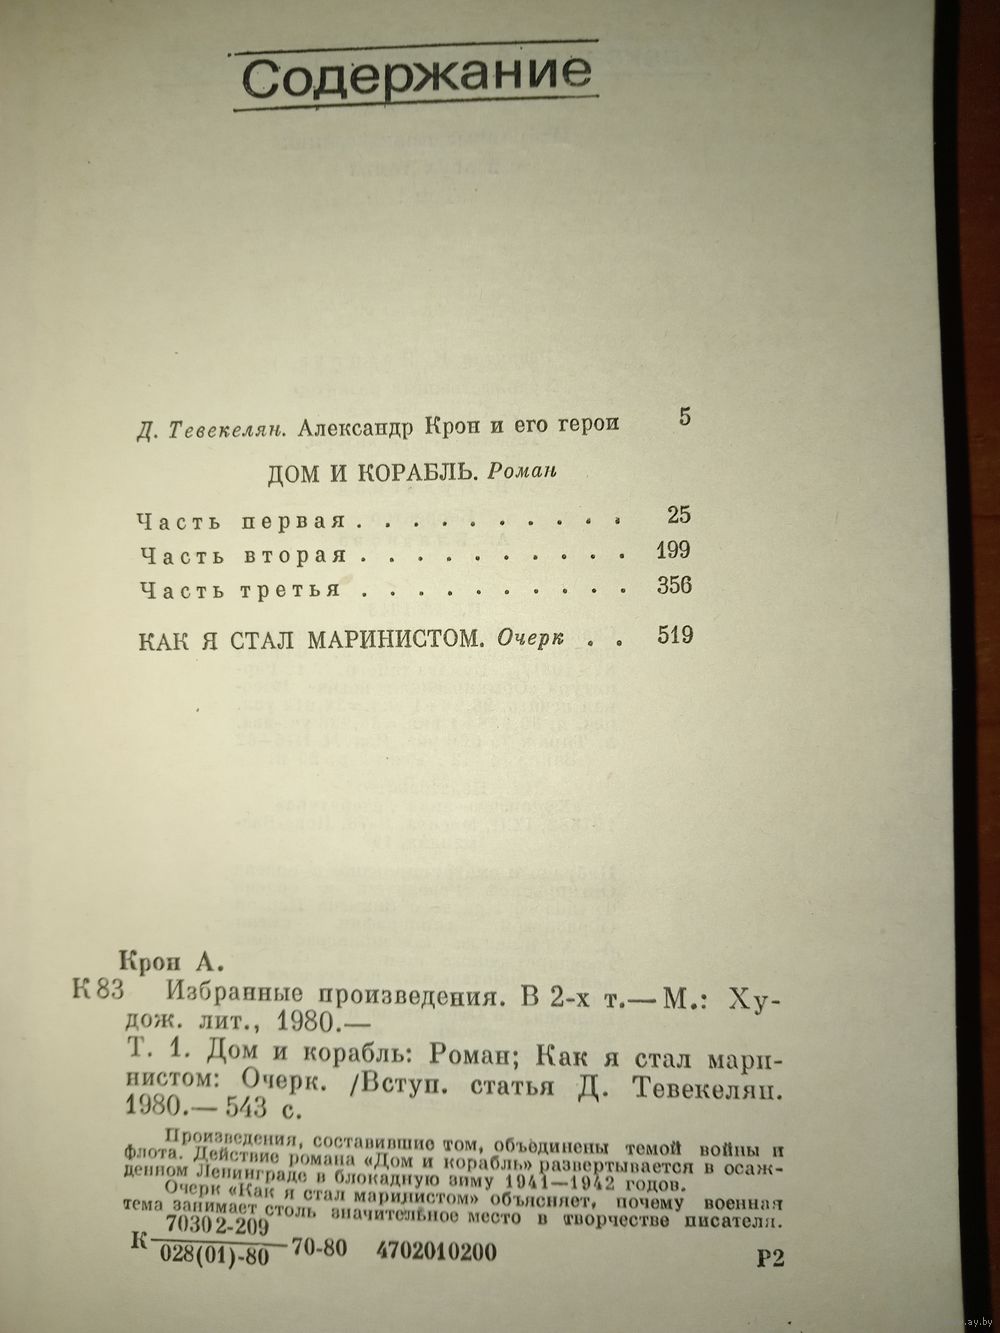 Содержание
Д. Тевекелян. Александр Крон и его герои 5
ДОМ И КОРАБЛЬ. Роман
Часть первая . . . . . . . . . . 25
Часть вторая . . . . . . . . . . 199
Часть третья . . . . . . . . . . 356
КАК Я СТАЛ МАРИНИСТОМ. Очерк . . 519
Крон А.
К 83 Избранные произведения. В 2-х т.— М.: Ху-
дож. лит., 1980.—
Т. 1. Дом и корабль: Роман; Как я стал мари-
нистом: Очерк. /Вступ. статья Д. Тевекелян.
1980.— 543 с.
Произведения, составившие том, объединены темой войны и
флота. Действие романа «Дом и корабль» развертывается в осаж-
денном Ленинграде в блокадную зиму 1941—1942 годов.
Очерк «Как я стал маринистом» объясняет, почему военная
тема занимает столь значительное место в творчестве писателя.
70302-209
К 70-80 4702010200
028(01)-80
Р2
.ay.by